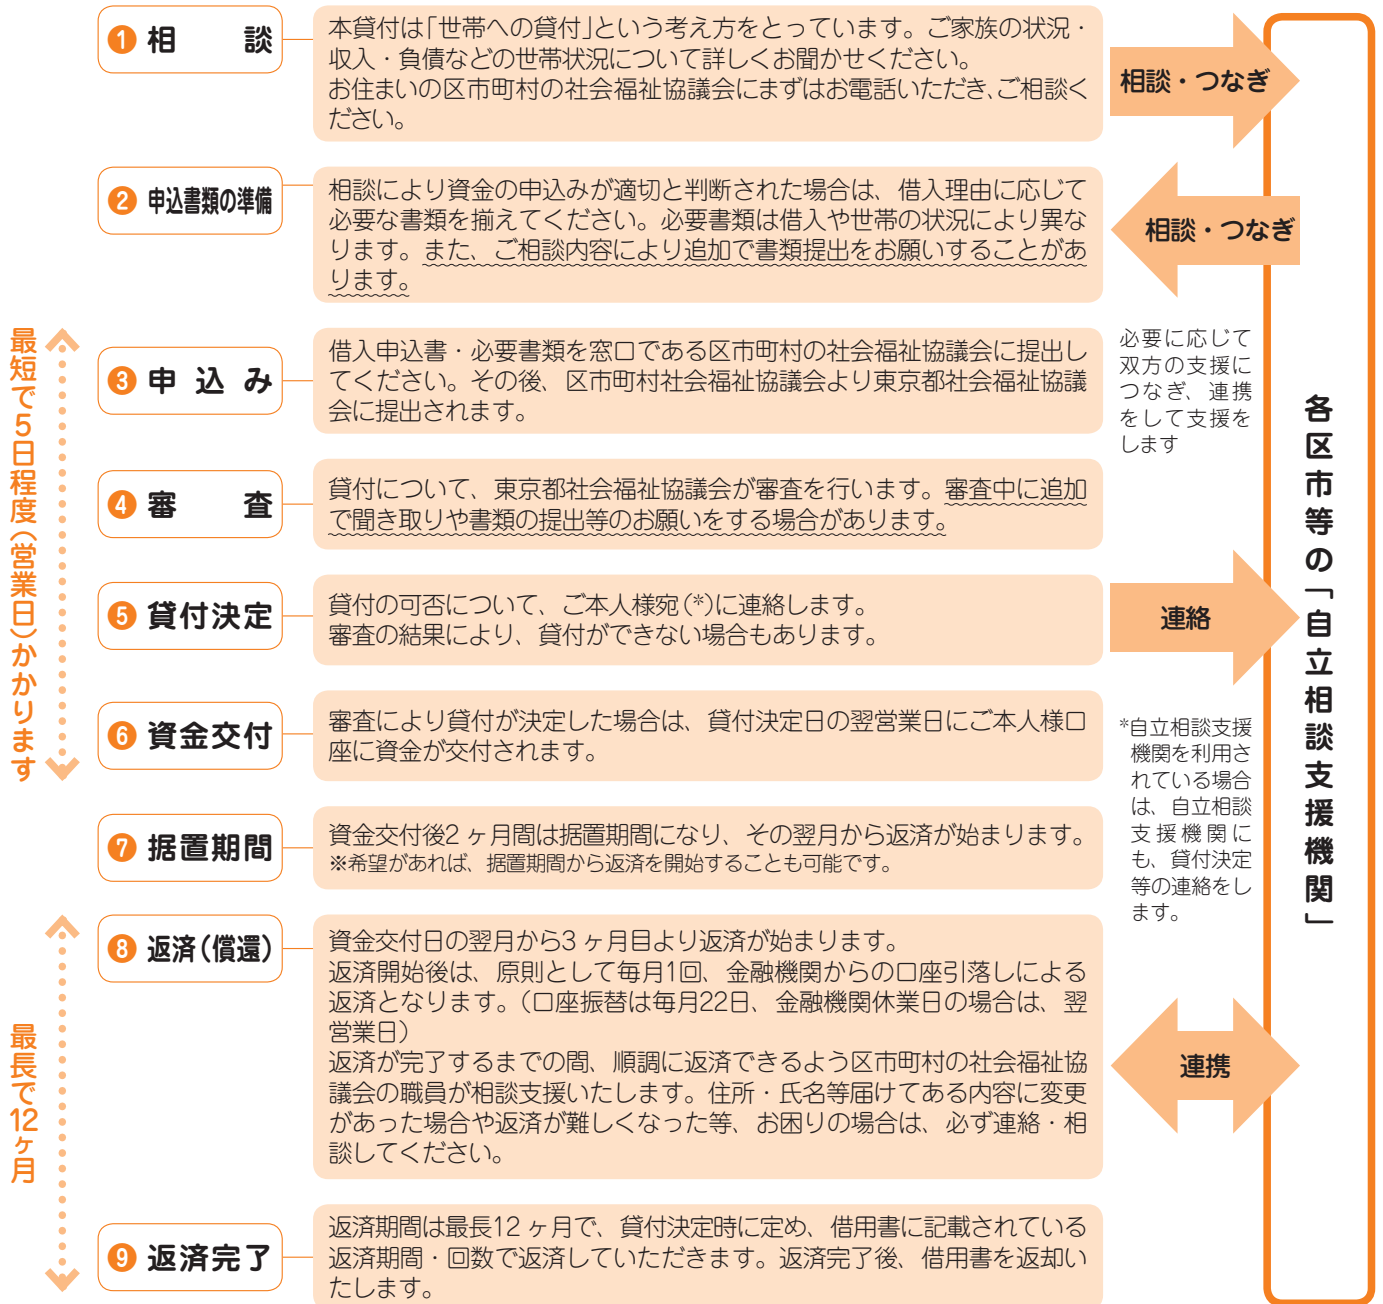 ❶ 相　談
本貸付は「世帯への貸付」という考え方をとっています。ご家族の状況・
収入・負債などの世帯状況について詳しくお聞かせください。
お住まいの区市町村の社会福祉協議会にまずはお電話いただき、ご相談く
ださい。
相談・つなぎ
❷ 申込書類の準備
相談により資金の申込みが適切と判断された場合は、借入理由に応じて
必要な書類を揃えてください。必要書類は借入や世帯の状況により異な
ります。また、ご相談内容により追加で書類提出をお願いすることがあ
ります。
相談・つなぎ
必要に応じて
双方の支援に
つなぎ、連携
をして支援を
します
最短で5日程度(営業日)かかります
❸ 申込み
借入申込書・必要書類を窓口である区市町村の社会福祉協議会に提出し
てください。その後、区市町村社会福祉協議会より東京都社会福祉協議
会に提出されます。
❹ 審　査
貸付について、東京都社会福祉協議会が審査を行います。審査中に追加
で聞き取りや書類の提出等のお願いをする場合があります。
❺ 貸付決定
貸付の可否について、ご本人様宛(*)に連絡します。
審査の結果により、貸付ができない場合もあります。
連絡
❻ 資金交付
審査により貸付が決定した場合は、貸付決定日の翌営業日にご本人様口
座に資金が交付されます。
*自立相談支援
機関を利用さ
れている場合
は、自立相談
支援機関に
も、貸付決定
等の連絡をし
ます。
❼ 据置期間
資金交付後2ヶ月間は据置期間になり、その翌月から返済が始まります。
※希望があれば、据置期間から返済を開始することも可能です。
最長で12ヶ月
❽ 返済(償還)
資金交付日の翌月から3ヶ月目より返済が始まります。
返済開始後は、原則として毎月1回、金融機関からの口座引落しによる
返済となります。(口座振替は毎月22日、金融機関休業日の場合は、翌
営業日)
返済が完了するまでの間、順調に返済できるよう区市町村の社会福祉協
議会の職員が相談支援いたします。住所・氏名等届けてある内容に変更
があった場合や返済が難しくなった等、お困りの場合は、必ず連絡・相
談してください。
連携
❾ 返済完了
返済期間は最長12ヶ月で、貸付決定時に定め、借用書に記載されている
返済期間・回数で返済していただきます。返済完了後、借用書を返却い
たします。
各区市等の「自立相談支援機関」